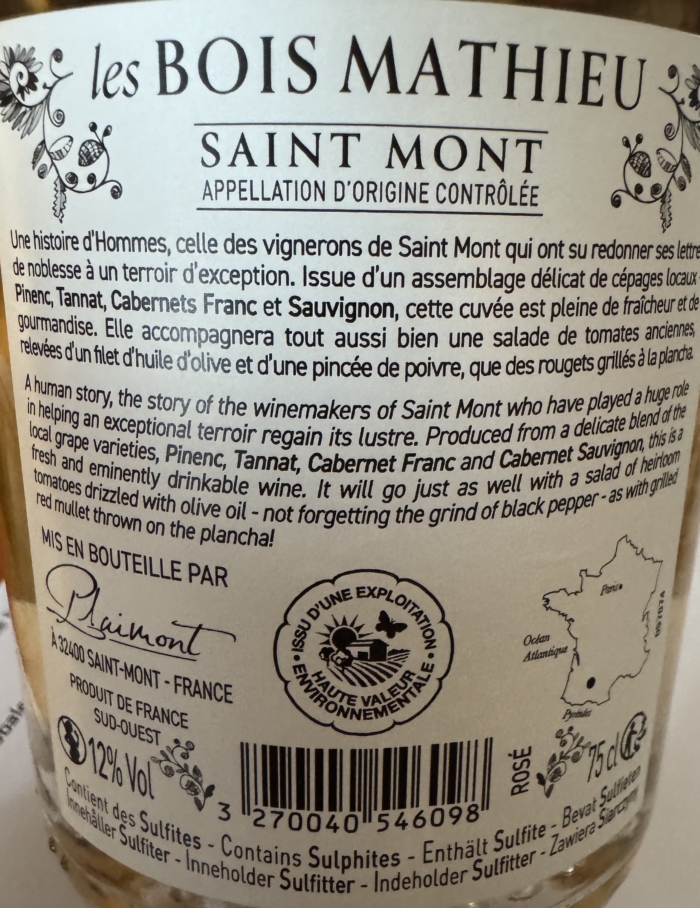 les BOIS MATHIEU
SAINT MONT
APPELLATION D'ORIGINE CONTRÔLÉE
Une histoire d'Hommes, celle des vignerons de Saint Mont qui ont su redonner ses lettre
de noblesse à un terroir d'exception. Issue d'un assemblage délicat de cépages locaux
Pinenc, Tannat, Cabernets Franc et Sauvignon, cette cuvée est pleine de fraîcheur et de
gourmandise. Elle accompagnera tout aussi bien une salade de tomates anciennes,
relevées d'un filet d'huile d'olive et d'une pincée de poivre, que des rougets grillés à la plancha.
A human story, the story of the winemakers of Saint Mont who have played a huge role
in helping an exceptional terroir regain its lustre. Produced from a delicate blend of the
local grape varieties, Pinenc, Tannat, Cabernet Franc and Cabernet Sauvignon, this is a
fresh and eminently drinkable wine. It will go just as well with a salad of heirloom
tomatoes drizzled with olive oil - not forgetting the grind of black pepper - as with grilled
red mullet thrown on the plancha!
MIS EN BOUTEILLE PAR
Plaimont
À 32400 SAINT-MONT - FRANCE
PRODUIT DE FRANCE
SUD-OUEST
12% Vol
ISSU D'UNE EXPLOITATION
HAUTE VALEUR
ENVIRONNEMENTALE
Paris
Océan
Atlantique
Pyrénées
ROSÉ
75 cl
3 270040 546098
Contient des Sulfites - Contains Sulphites - Enthält Sulfite - Bevat Sulfieten
Innehåller Sulfiter - Inneholder Sulfitter - Indeholder Sulfitter - Zawiera Siarczyny